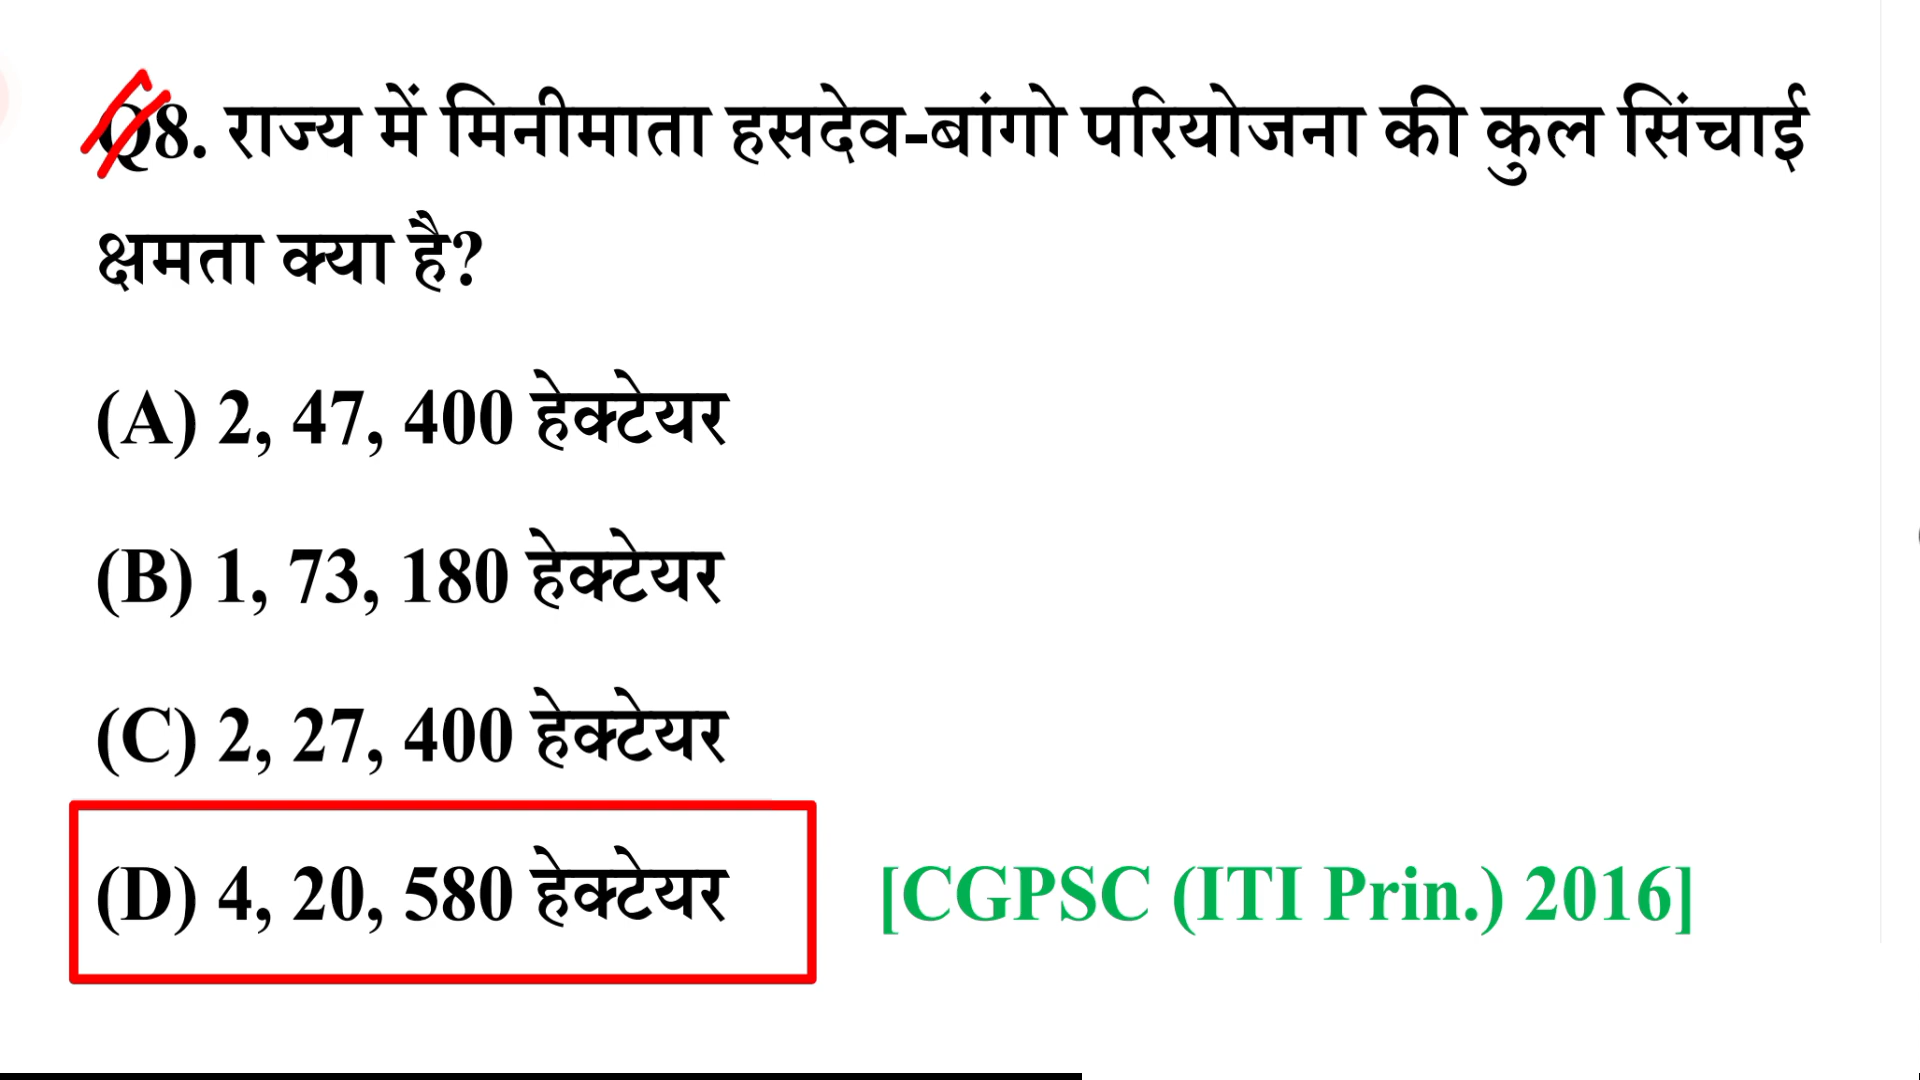 Q8. राज्य में मिनीमाता हसदेव-बांगो परियोजना की कुल सिंचाई
क्षमता क्या है?
(A) 2, 47, 400 हेक्टेयर
(B) 1, 73, 180 हेक्टेयर
(C) 2, 27, 400 हेक्टेयर
(D) 4, 20, 580 हेक्टेयर [CGPSC (ITI Prin.) 2016]